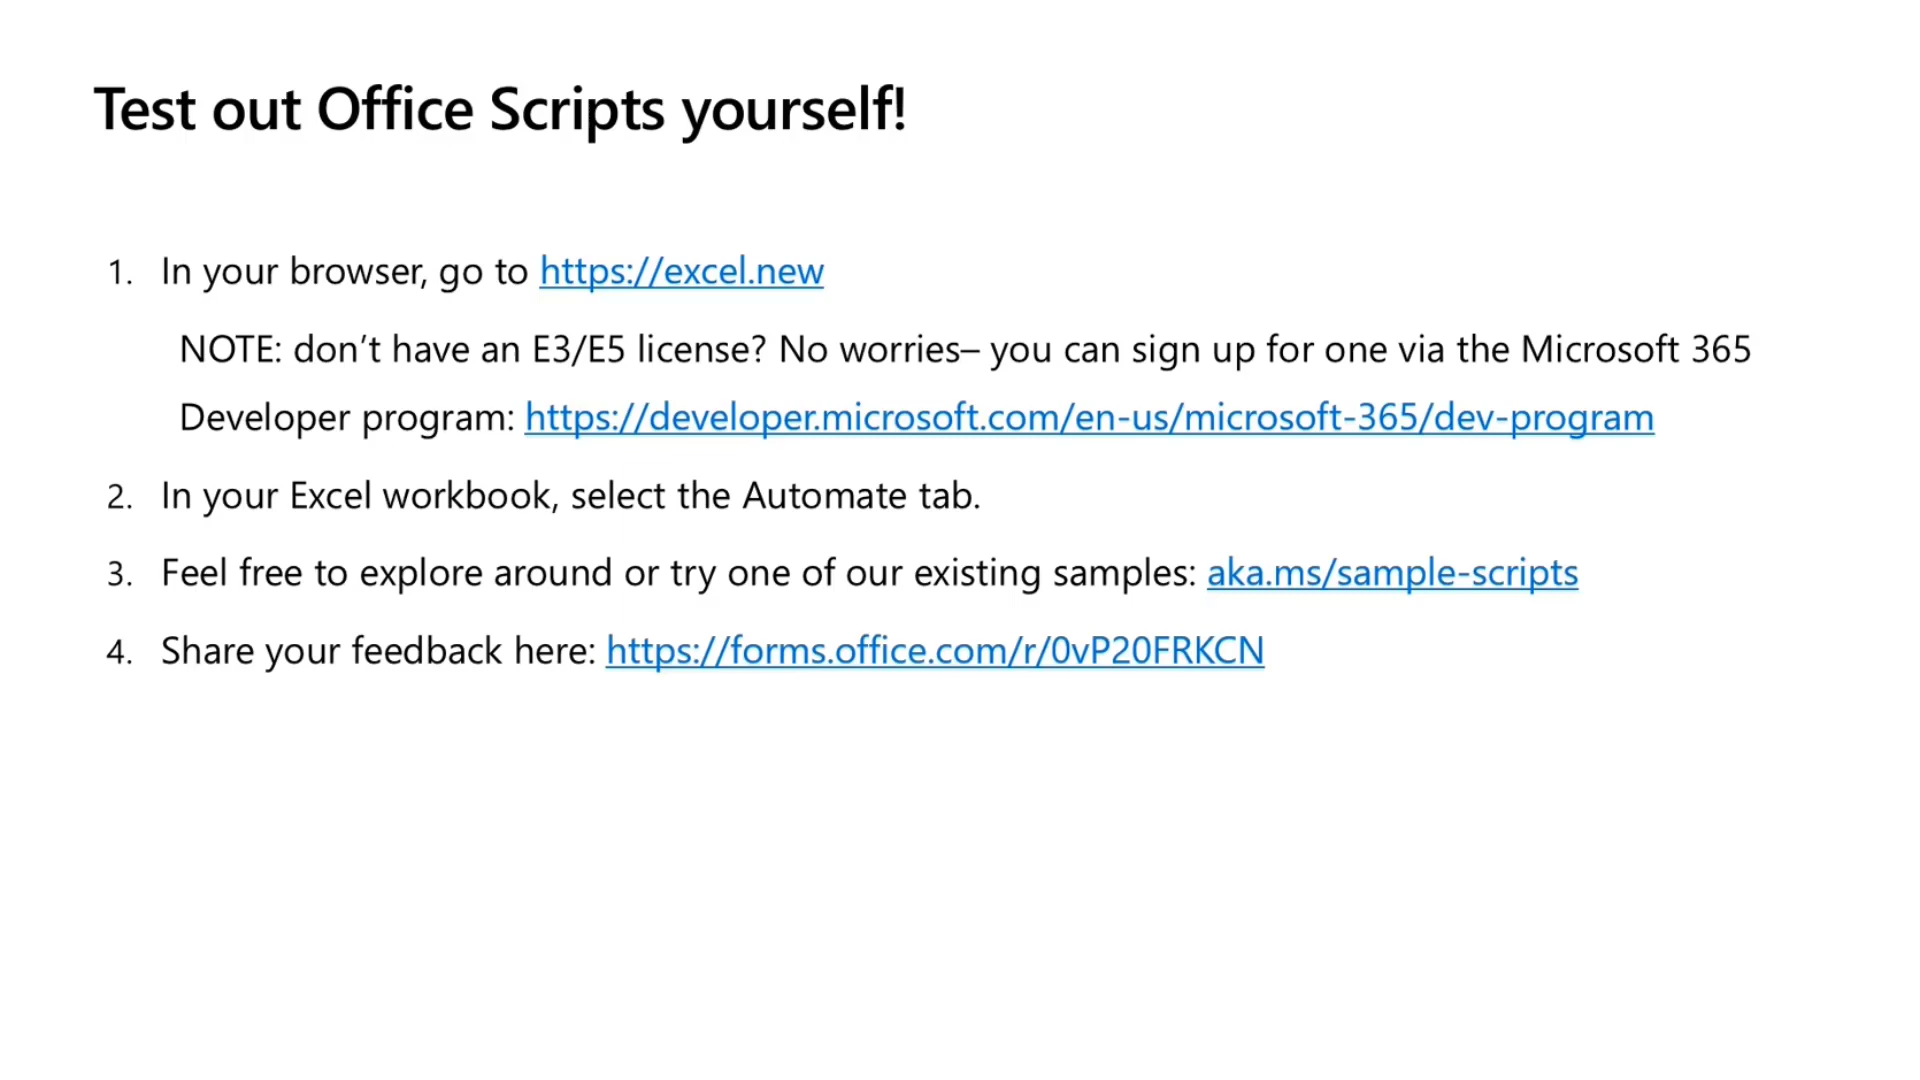 Test out Office Scripts yourself!
1. In your browser, go to https://excel.new
NOTE: don’t have an E3/E5 license? No worries– you can sign up for one via the Microsoft 365
Developer program: https://developer.microsoft.com/en-us/microsoft-365/dev-program
2. In your Excel workbook, select the Automate tab.
3. Feel free to explore around or try one of our existing samples: aka.ms/sample-scripts
4. Share your feedback here: https://forms.office.com/r/0vP20FRKCN